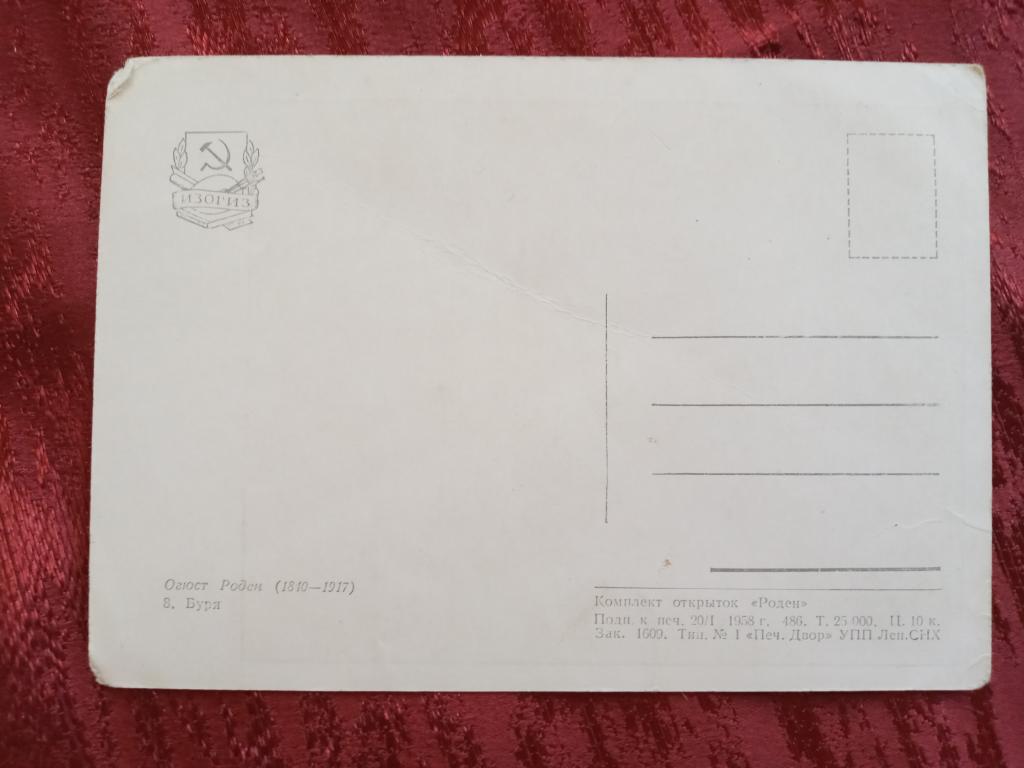 ИЗОГИЗ
Огюст Роден (1840—1917)
8. Буря
Комплект открыток «Роден»
Подп. к печ. 20/I 1958 г. 486. Т. 25 000. Ц. 10 к.
Зак. 1609. Тип. № 1 «Печ. Двор» УПП Лен.СНХ